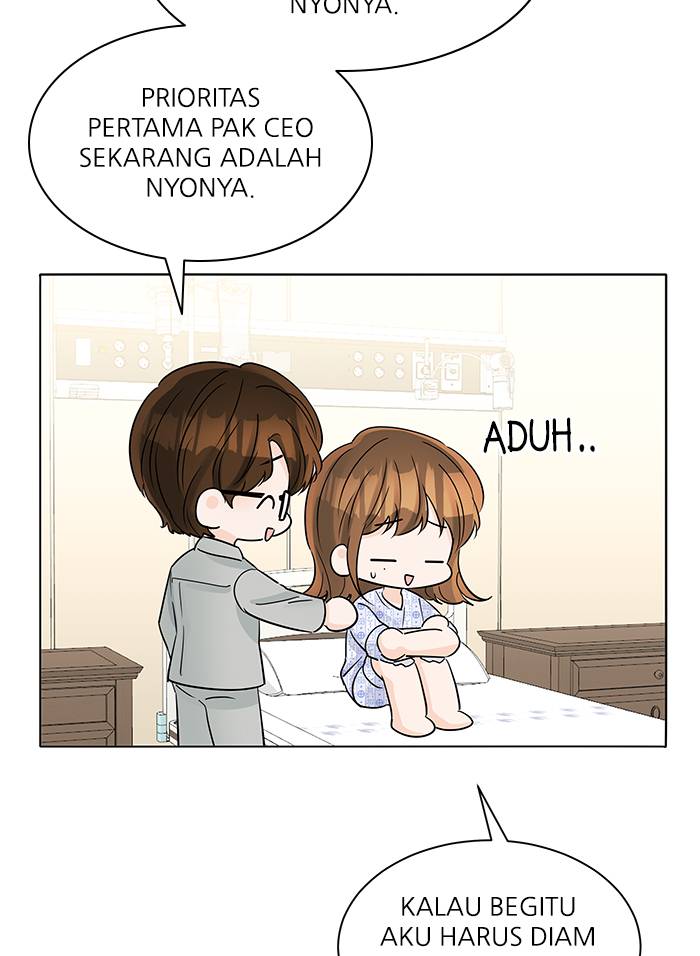 NYONYA.
PRIORITAS
PERTAMA PAK CEO
SEKARANG ADALAH
NYONYA.
ADUH..
KALAU BEGITU
AKU HARUS DIAM